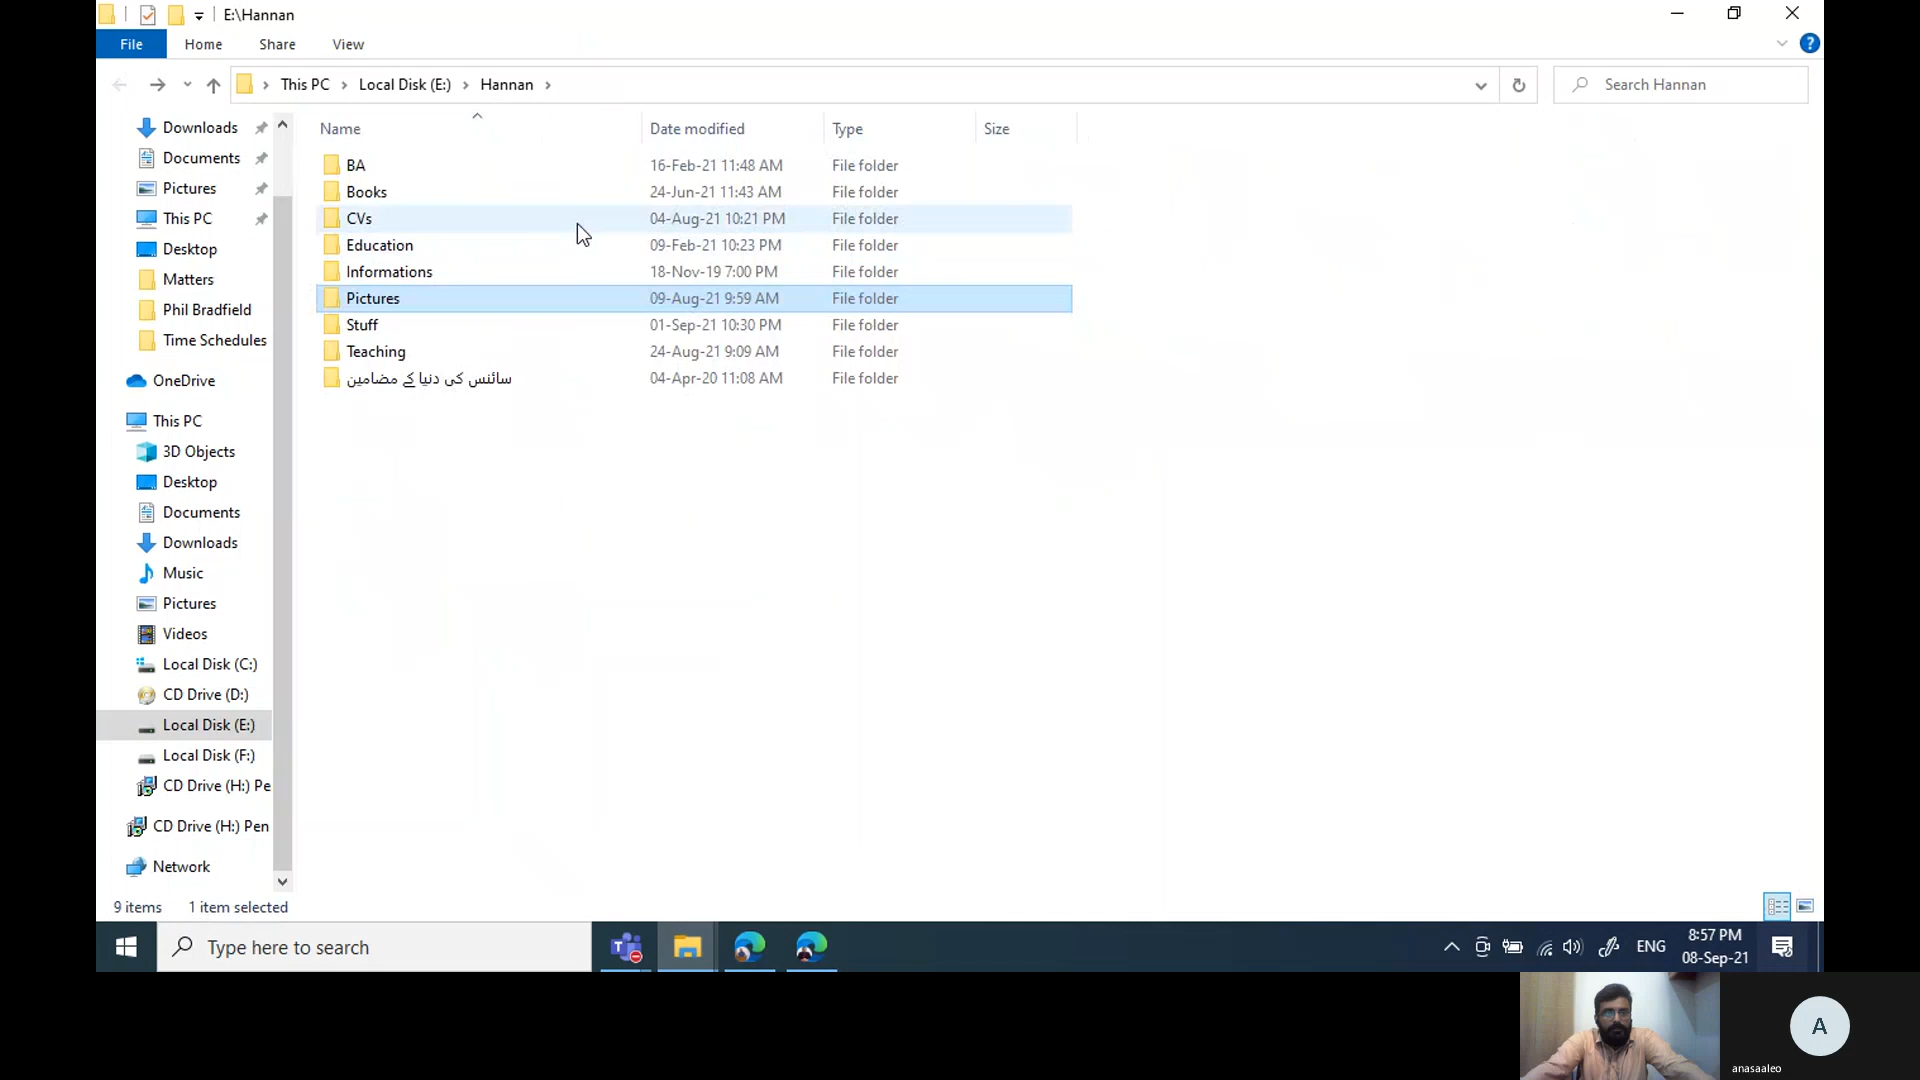 E:\Hannan
File Home Share View
This PC Local Disk (E:) Hannan
Search Hannan
Downloads
Documents
Pictures
This PC
Desktop
Matters
Phil Bradfield
Time Schedules
OneDrive
This PC
3D Objects
Desktop
Documents
Downloads
Music
Pictures
Videos
Local Disk (C:)
CD Drive (D:)
Local Disk (E:)
Local Disk (F:)
CD Drive (H:) Pe
CD Drive (H:) Pen
Network
Name Date modified Type Size
BA 16-Feb-21 11:48 AM File folder
Books 24-Jun-21 11:43 AM File folder
CVs 04-Aug-21 10:21 PM File folder
Education 09-Feb-21 10:23 PM File folder
Informations 18-Nov-19 7:00 PM File folder
Pictures 09-Aug-21 9:59 AM File folder
Stuff 01-Sep-21 10:30 PM File folder
Teaching 24-Aug-21 9:09 AM File folder
سائنس کی دنیا کے مضامین 04-Apr-20 11:08 AM File folder
9 items 1 item selected
Type here to search
ENG
8:57 PM
08-Sep-21
A
anasaaleo